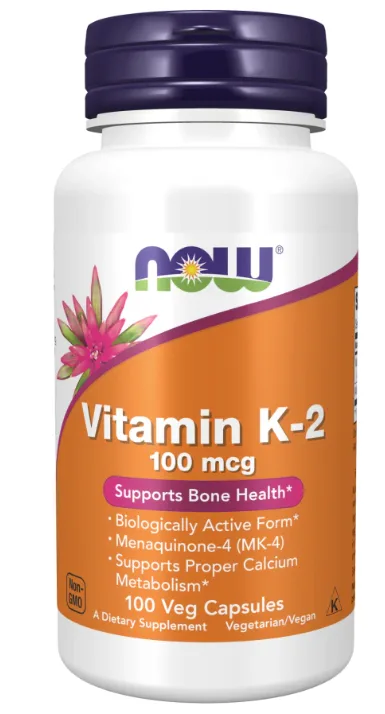 NOW®
Vitamin K-2
100 mcg
Supports Bone Health*
• Biologically Active Form*
• Menaquinone-4 (MK-4)
• Supports Proper Calcium
Metabolism*
Non-
GMO
100 Veg Capsules
K
A Dietary Supplement Vegetarian/Vegan